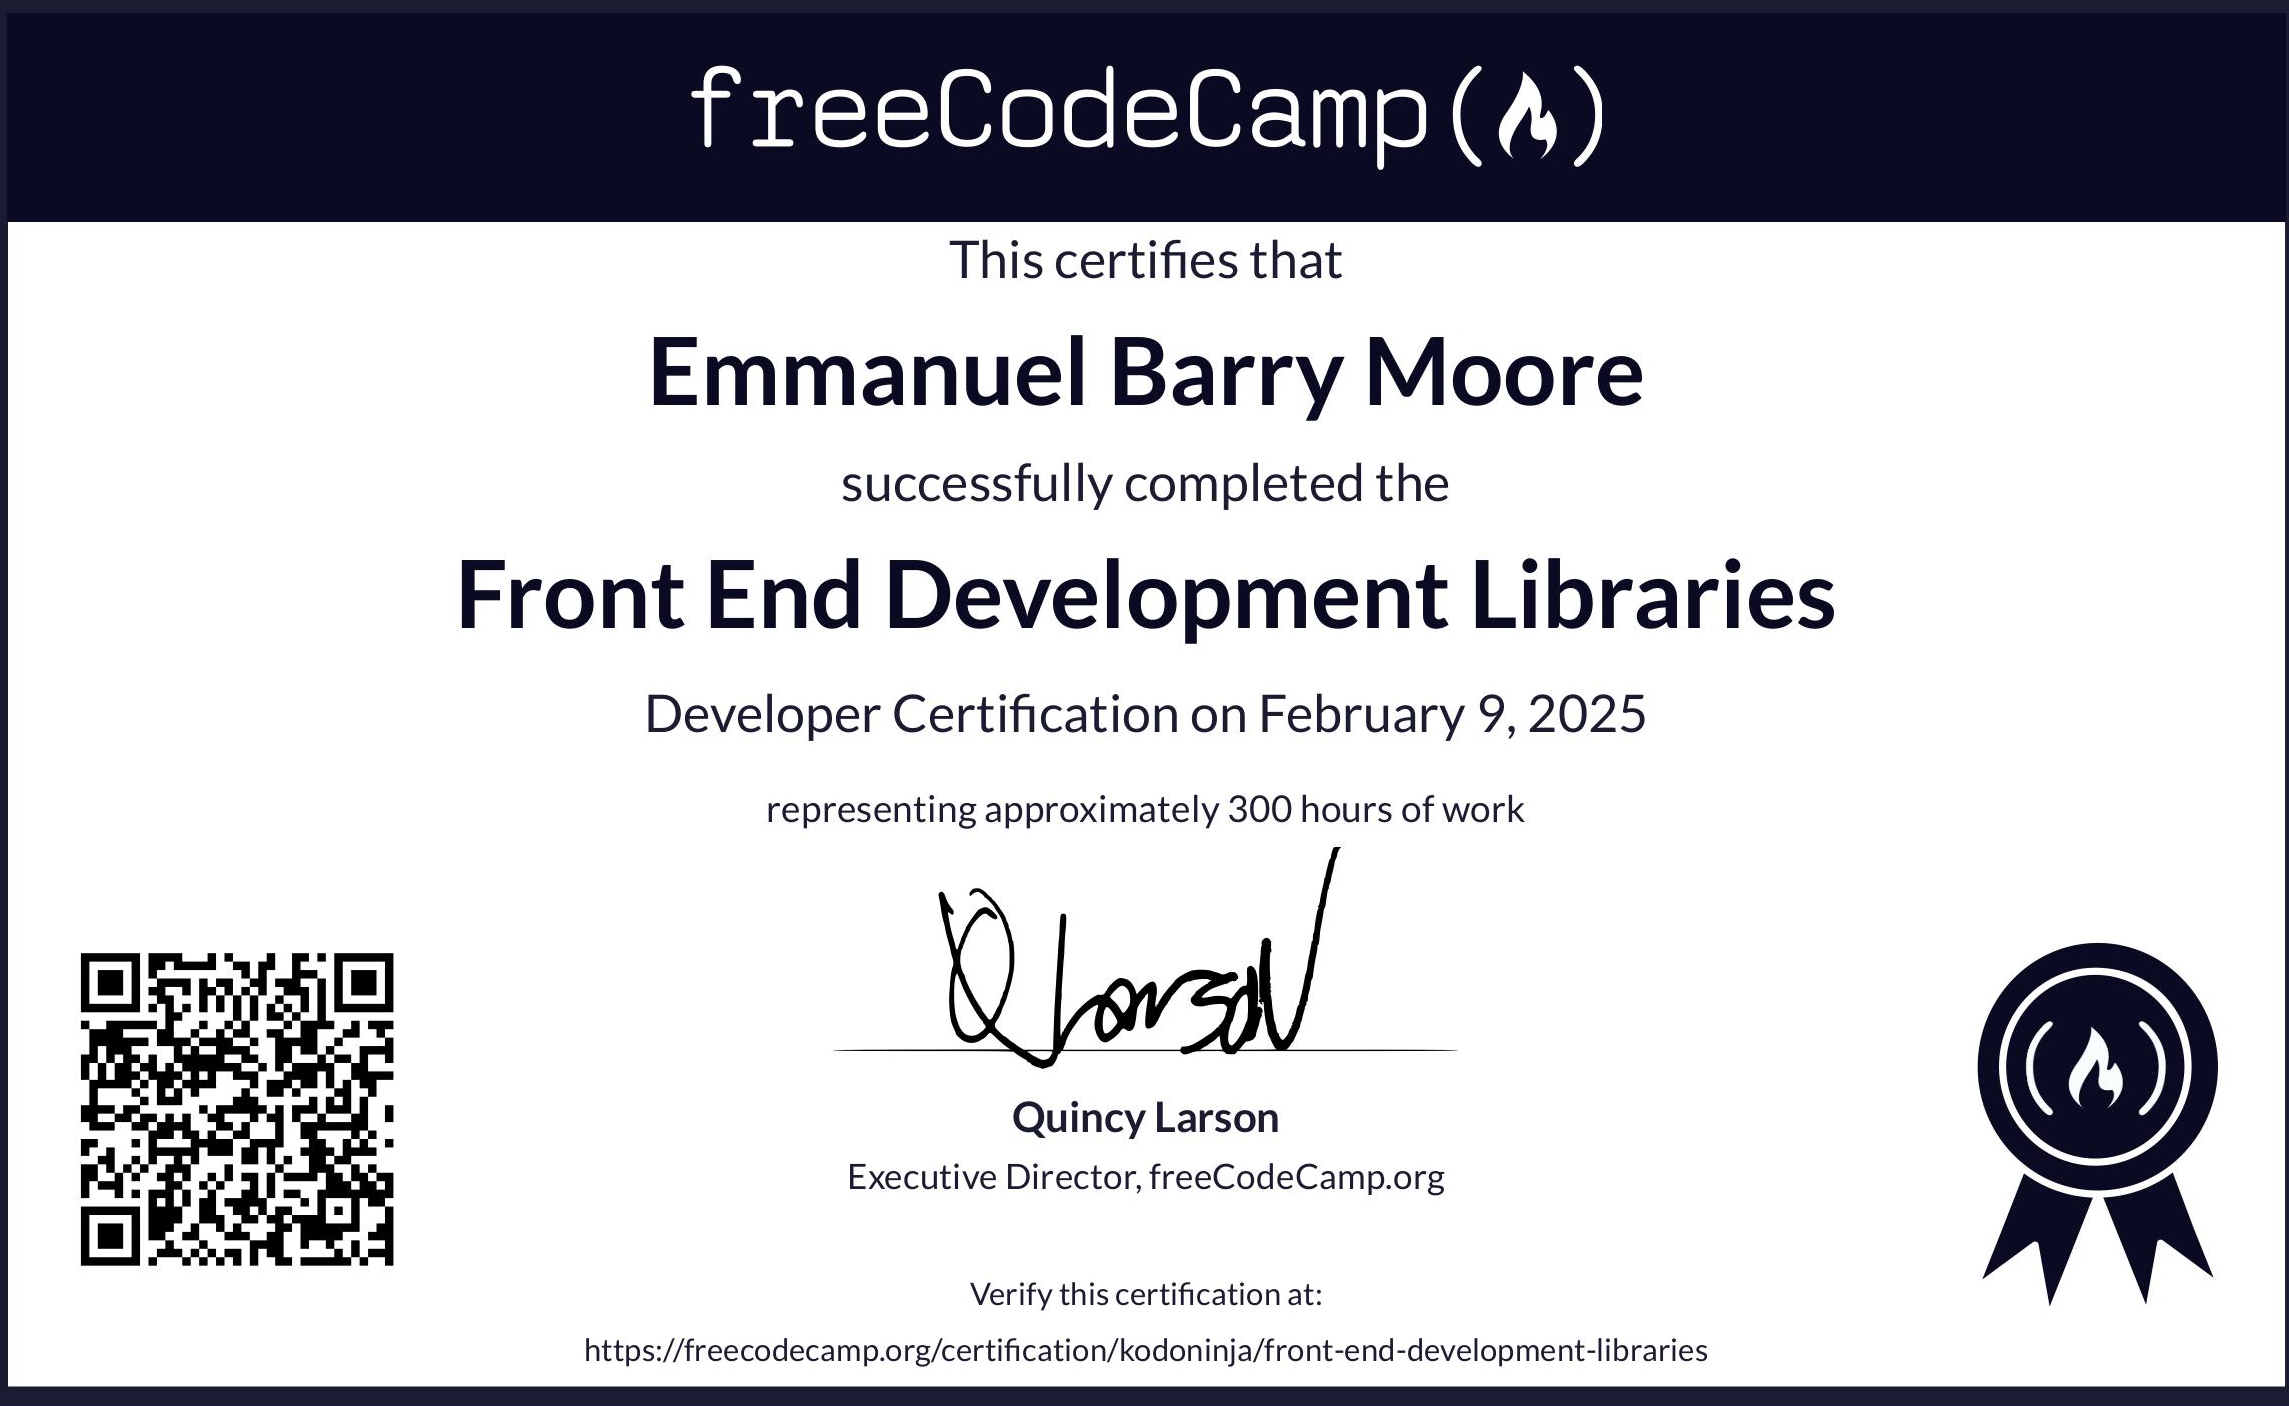 freeCodeCamp
This certifies that
Emmanuel Barry Moore
successfully completed the
Front End Development Libraries
Developer Certification on February 9, 2025
representing approximately 300 hours of work
QLarson
Quincy Larson
Executive Director, freeCodeCamp.org
Verify this certification at:
https://freecodecamp.org/certification/kodoninja/front-end-development-libraries